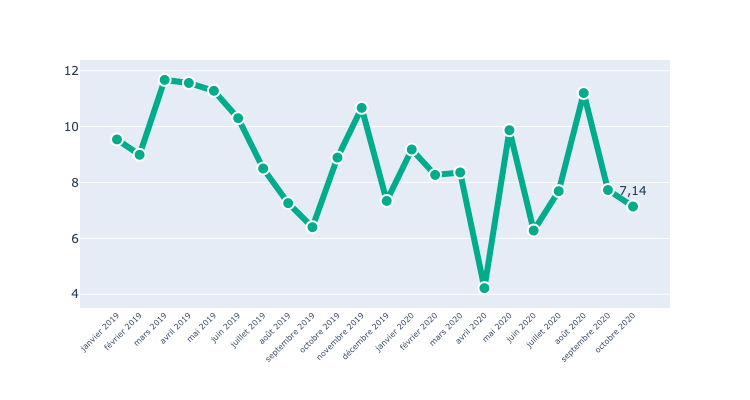 12
10
8
6
4
7,14
janvier 2019
février 2019
mars 2019
avril 2019
mai 2019
juin 2019
juillet 2019
août 2019
septembre 2019
octobre 2019
novembre 2019
décembre 2019
janvier 2020
février 2020
mars 2020
avril 2020
mai 2020
juin 2020
juillet 2020
août 2020
septembre 2020
octobre 2020